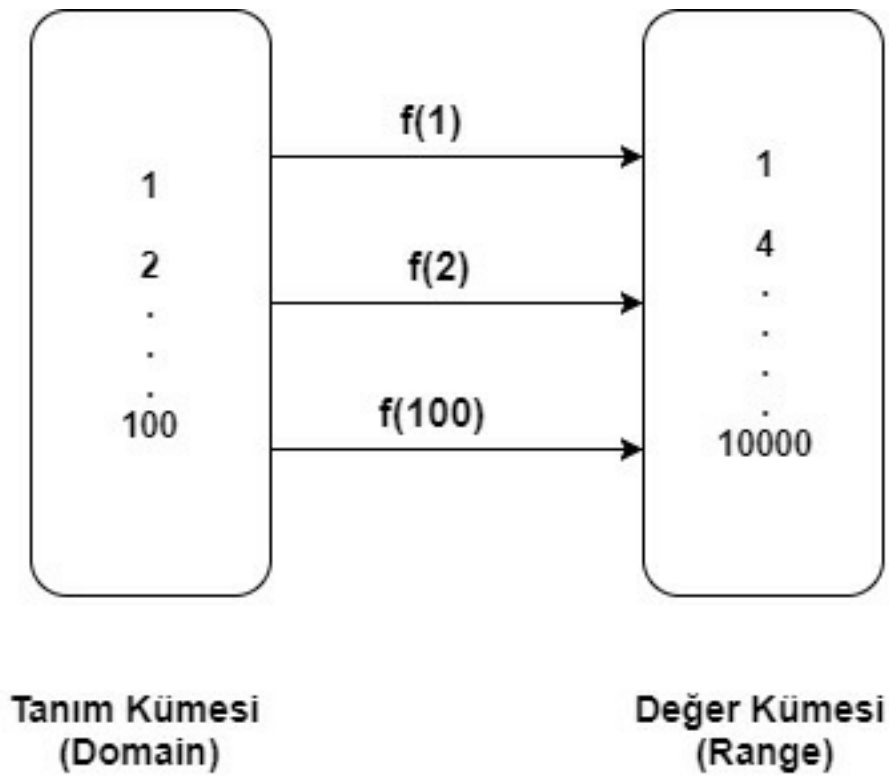 f(1)
1
1
2
4
f(2)
.
.
.
.
.
.
.
100
f(100)
10000
Tanım Kümesi
(Domain)
Değer Kümesi
(Range)